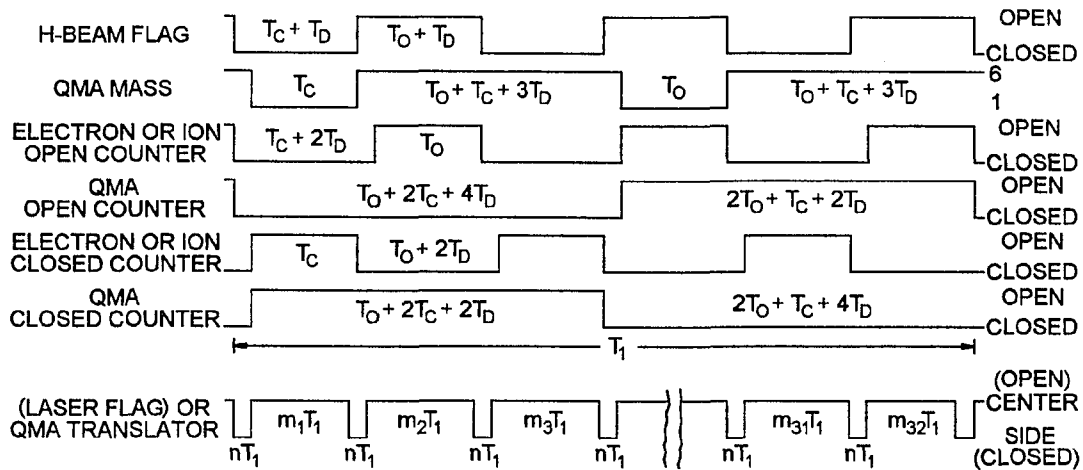 H-BEAM FLAG
T_C + T_D
T_O + T_D
OPEN
CLOSED
QMA MASS
T_C
T_O + T_C + 3T_D
T_O
T_O + T_C + 3T_D
6
1
ELECTRON OR ION
OPEN COUNTER
T_C + 2T_D
T_O
OPEN
CLOSED
QMA
OPEN COUNTER
T_O + 2T_C + 4T_D
2T_O + T_C + 2T_D
OPEN
CLOSED
ELECTRON OR ION
CLOSED COUNTER
T_C
T_O + 2T_D
OPEN
CLOSED
QMA
CLOSED COUNTER
T_O + 2T_C + 2T_D
2T_O + T_C + 4T_D
OPEN
CLOSED
T_1
(LASER FLAG) OR
QMA TRANSLATOR
m_1T_1
m_2T_1
m_3T_1
m_31T_1
m_32T_1
(OPEN)
CENTER
SIDE
(CLOSED)
nT_1
nT_1
nT_1
nT_1
nT_1
nT_1
nT_1